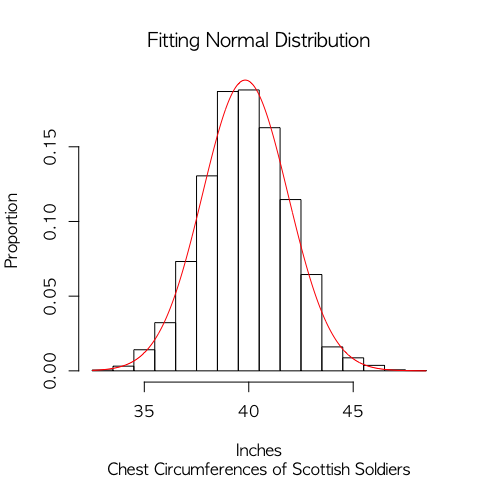 Fitting Normal Distribution
Proportion
0.15
0.10
0.05
0.00
35 40 45
Inches
Chest Circumferences of Scottish Soldiers